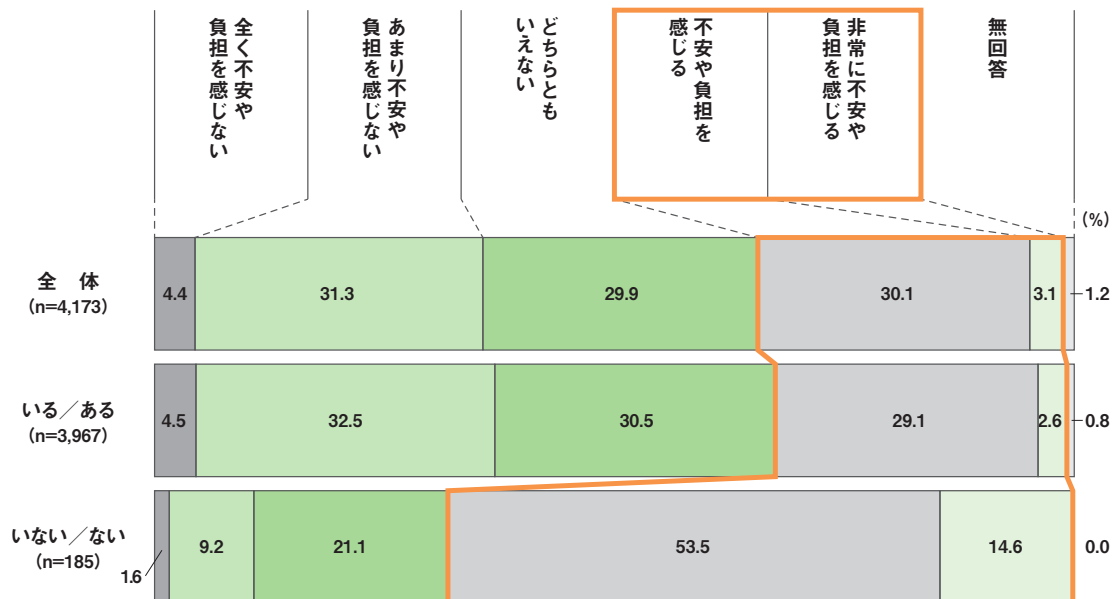 全く不安や
負担を感じない
あまり不安や
負担を感じない
どちらとも
いえない
不安や負担を
感じる
非常に不安や
負担を感じる
無回答
(%)
全 体
(n=4,173)
4.4
31.3
29.9
30.1
3.1
1.2
いる／ある
(n=3,967)
4.5
32.5
30.5
29.1
2.6
0.8
いない／ない
(n=185)
1.6
9.2
21.1
53.5
14.6
0.0